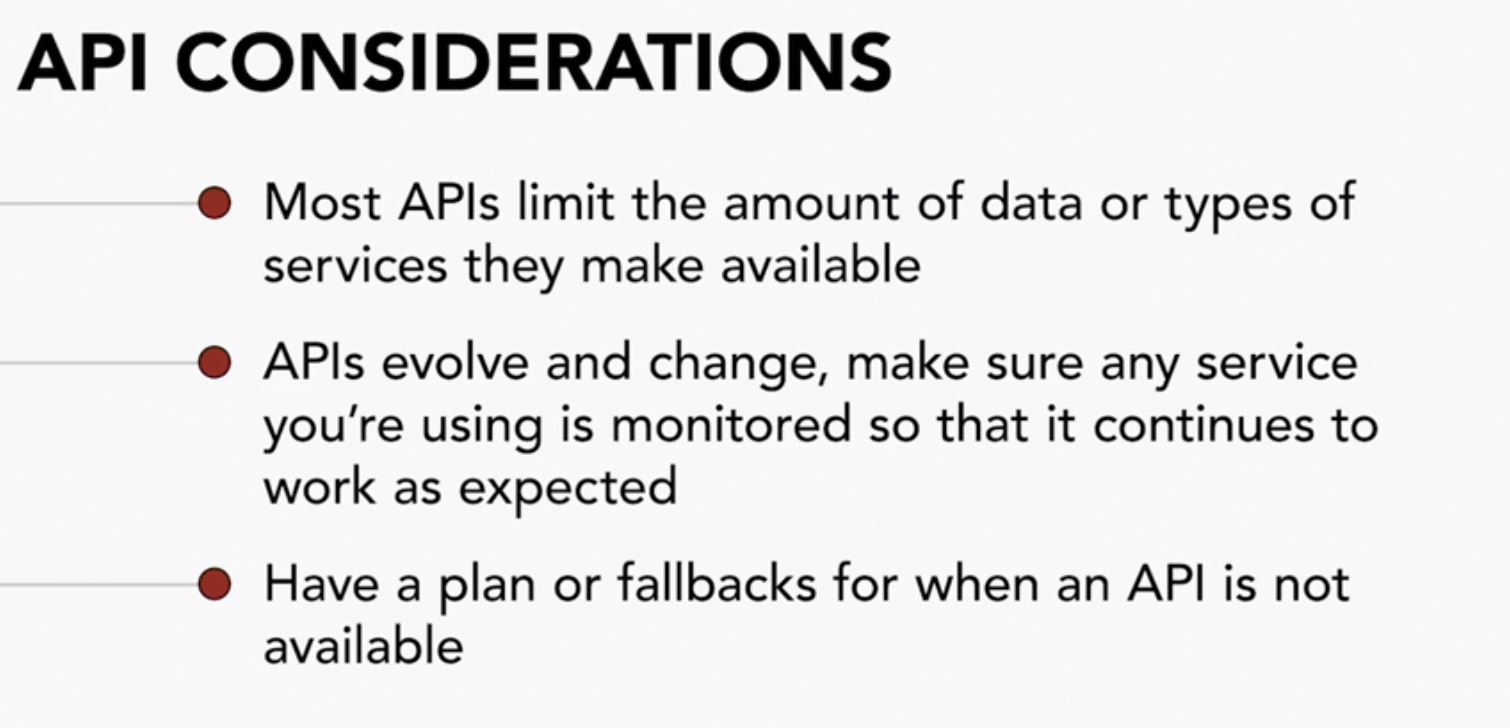 API CONSIDERATIONS
Most APIs limit the amount of data or types of
services they make available
APIs evolve and change, make sure any service
you’re using is monitored so that it continues to
work as expected
Have a plan or fallbacks for when an API is not
available